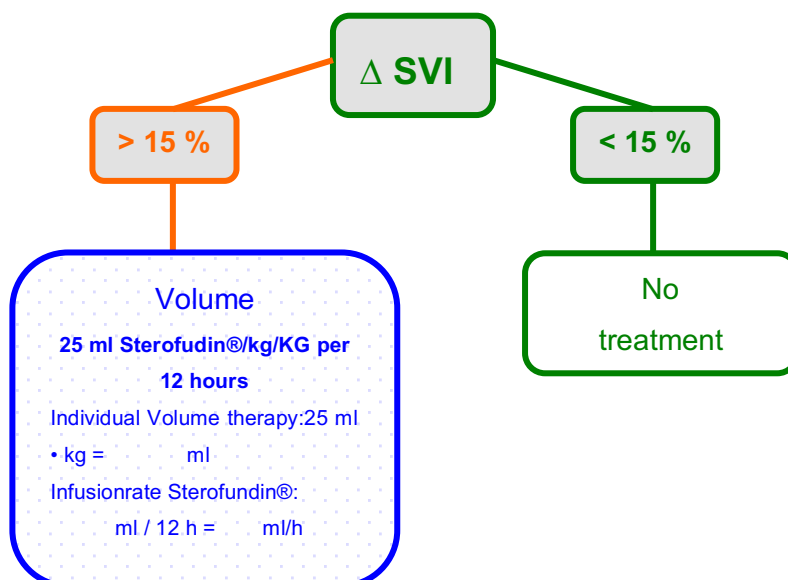 Δ SVI
> 15 %
< 15 %
Volume
25 ml Sterofudin®/kg/KG per
12 hours
Individual Volume therapy:25 ml
• kg = ml
Infusionrate Sterofundin®:
ml / 12 h = ml/h
No
treatment